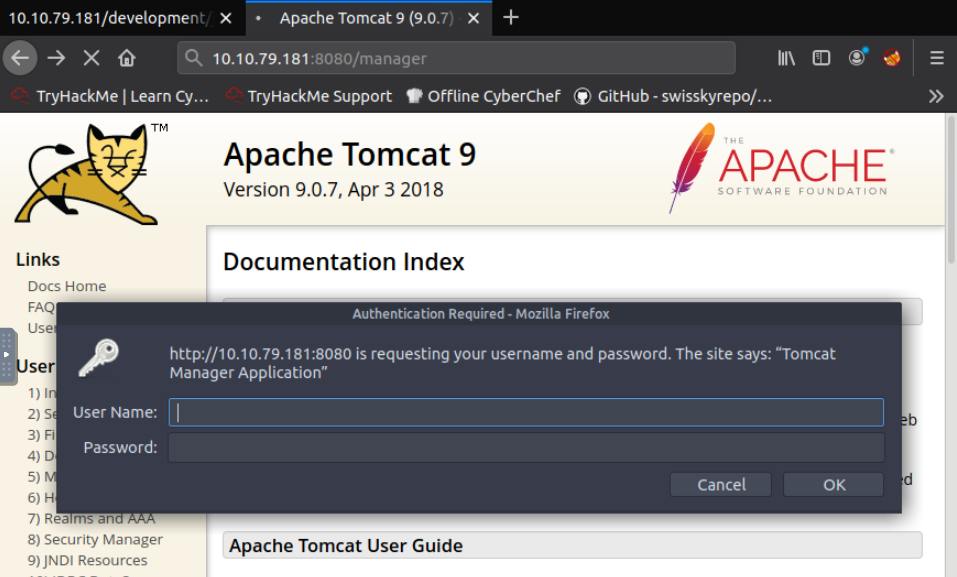 10.10.79.181/development/
Apache Tomcat 9 (9.0.7)
10.10.79.181:8080/manager
TryHackMe | Learn Cy...
TryHackMe Support
Offline CyberChef
GitHub - swisskyrepo/...
TM
Apache Tomcat 9
Version 9.0.7, Apr 3 2018
THE
APACHE
SOFTWARE FOUNDATION
Links
Docs Home
FAQ
User
Documentation Index
Authentication Required - Mozilla Firefox
http://10.10.79.181:8080 is requesting your username and password. The site says: “Tomcat
Manager Application”
User Name:
Password:
Cancel
OK
User
1) In
2) Se
3) Fi
4) D
5) M
6) H
7) Realms and AAA
8) Security Manager
9) JNDI Resources
eb
ed
Apache Tomcat User Guide